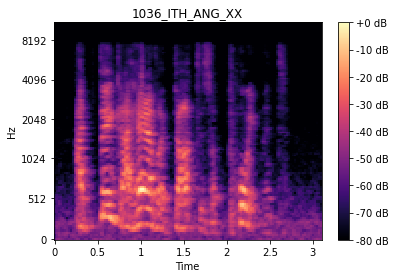 1036_ITH_ANG_XX
Hz
8192
4096
2048
1024
512
0
0 0.5 1 1.5 2 2.5 3
Time
+0 dB
-10 dB
-20 dB
-30 dB
-40 dB
-50 dB
-60 dB
-70 dB
-80 dB